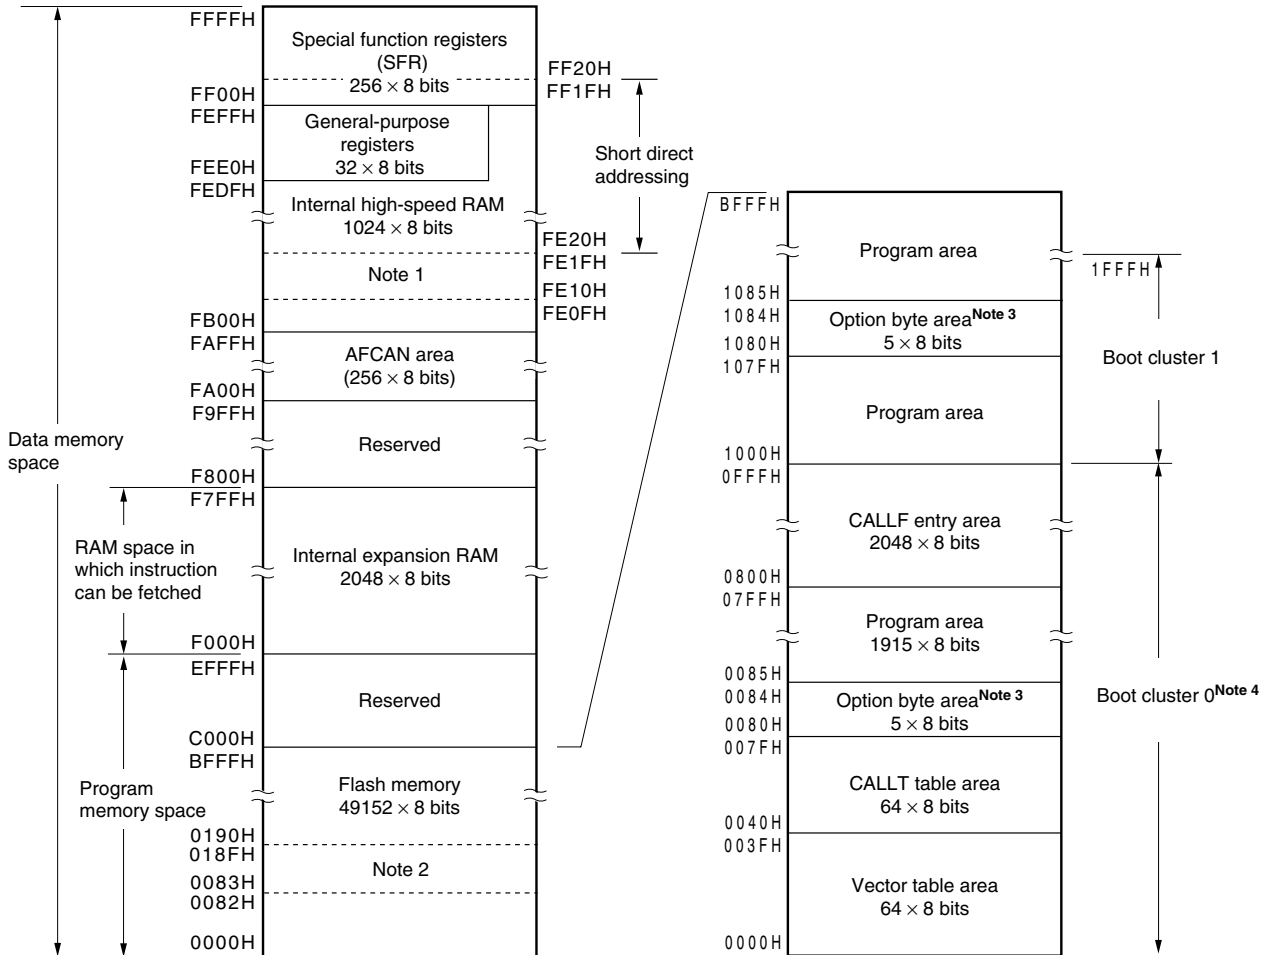 FFFFH
Special function registers
(SFR)
256 × 8 bits
FF20H
FF1FH
FF00H
FEFFH
General-purpose
registers
32 × 8 bits
FEE0H
FEDFH
Short direct
addressing
Internal high-speed RAM
1024 × 8 bits
FE20H
FE1FH
Note 1
FE10H
FE0FH
FB00H
FAFFH
AFCAN area
(256 × 8 bits)
FA00H
F9FFH
Reserved
Data memory
space
F800H
F7FFH
RAM space in
which instruction
can be fetched
Internal expansion RAM
2048 × 8 bits
F000H
EFFFH
Reserved
C000H
BFFFH
Program
memory space
Flash memory
49152 × 8 bits
0190H
018FH
Note 2
0083H
0082H
0000H
BFFFH
Program area
1FFFH
1085H
1084H
Option byte area Note 3
5 × 8 bits
1080H
107FH
Boot cluster 1
Program area
1000H
0FFFH
CALLF entry area
2048 × 8 bits
0800H
07FFH
Program area
1915 × 8 bits
0085H
0084H
Option byte area Note 3
5 × 8 bits
Boot cluster 0 Note 4
0080H
007FH
CALLT table area
64 × 8 bits
0040H
003FH
Vector table area
64 × 8 bits
0000H